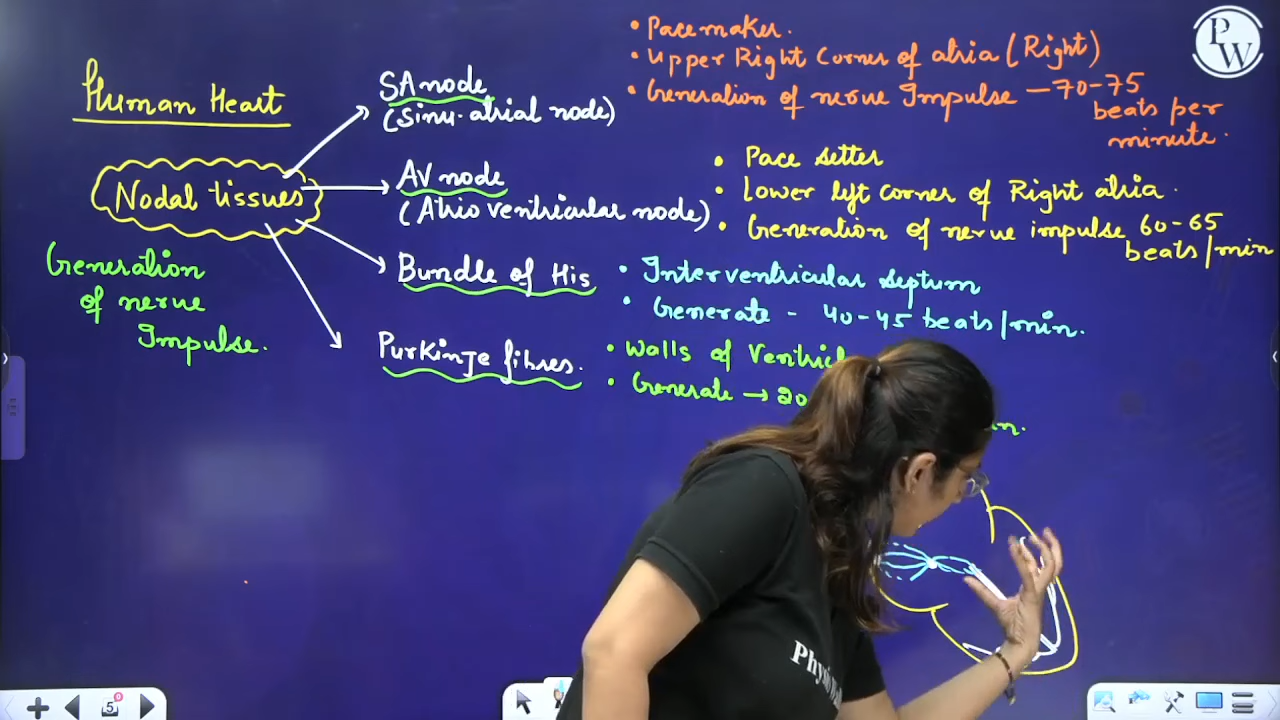 Human Heart
Nodal tissues
Generation
of nerve
Impulse.
SA node
(Sinu-atrial node)
• Pacemaker.
• Upper Right Corner of atria (Right)
• Generation of nerve Impulse — 70-75
beats per
minute.
AV node
(Atrio ventricular node)
• Pace setter
• Lower left corner of Right atria.
• Generation of nerve impulse 60-65
beats/min
Bundle of His
• Interventricular septum
• Generate - 40-45 beats/min.
Purkinje fibres.
• Walls of
• Generate → 20
PW
5